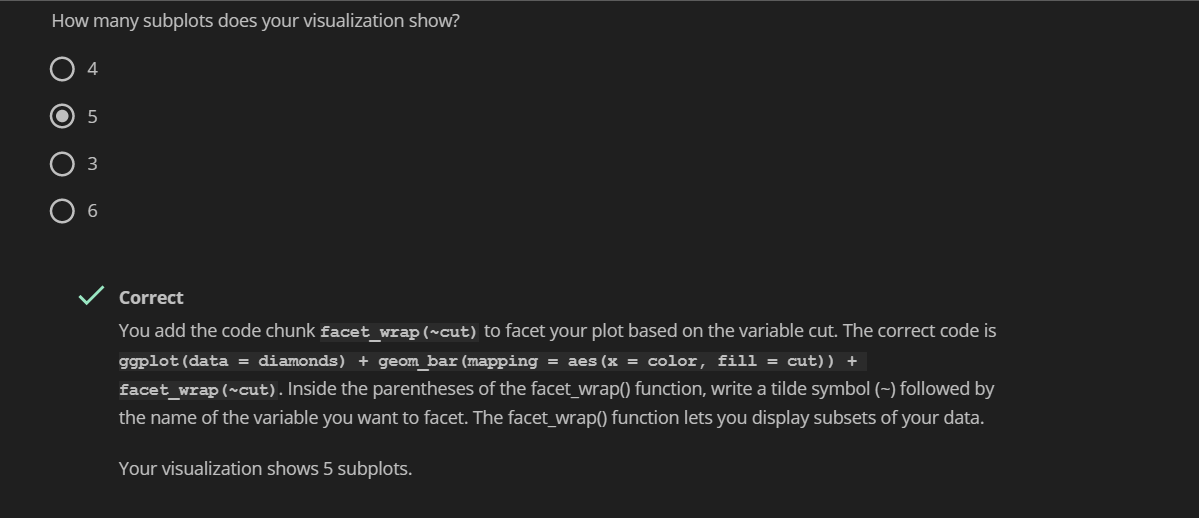 How many subplots does your visualization show?
4
5
3
6
Correct
You add the code chunk facet_wrap(~cut) to facet your plot based on the variable cut. The correct code is
ggplot(data = diamonds) + geom_bar(mapping = aes(x = color, fill = cut)) +
facet_wrap(~cut). Inside the parentheses of the facet_wrap() function, write a tilde symbol (~) followed by
the name of the variable you want to facet. The facet_wrap() function lets you display subsets of your data.
Your visualization shows 5 subplots.